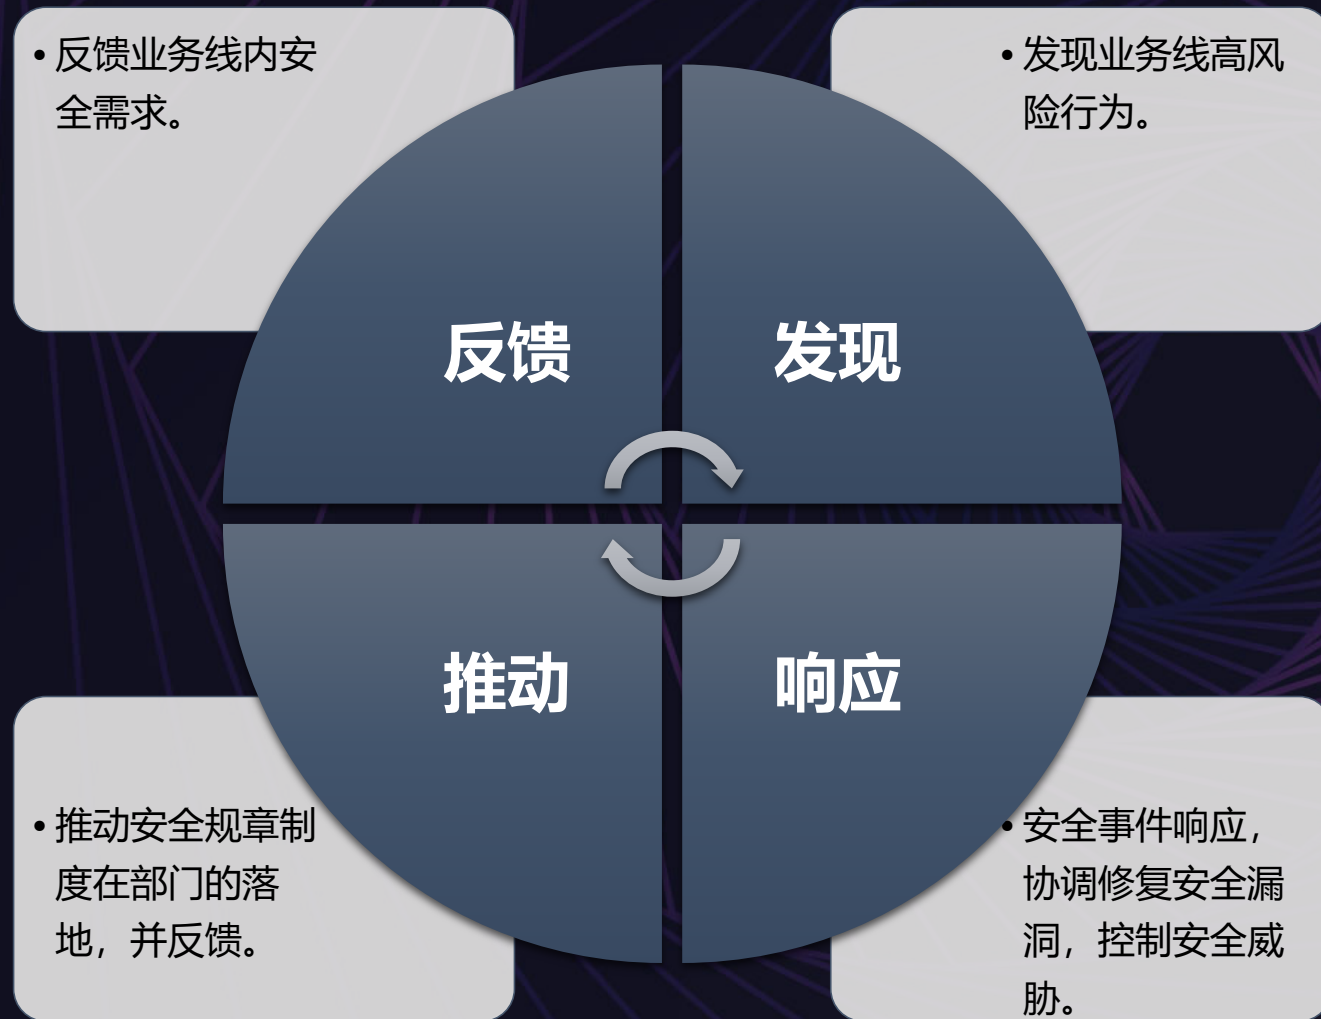 • 反馈业务线内安
全需求。
• 发现业务线高风
险行为。
反馈
发现
推动
响应
• 推动安全规章制
度在部门的落
地，并反馈。
• 安全事件响应，
协调修复安全漏
洞，控制安全威
胁。